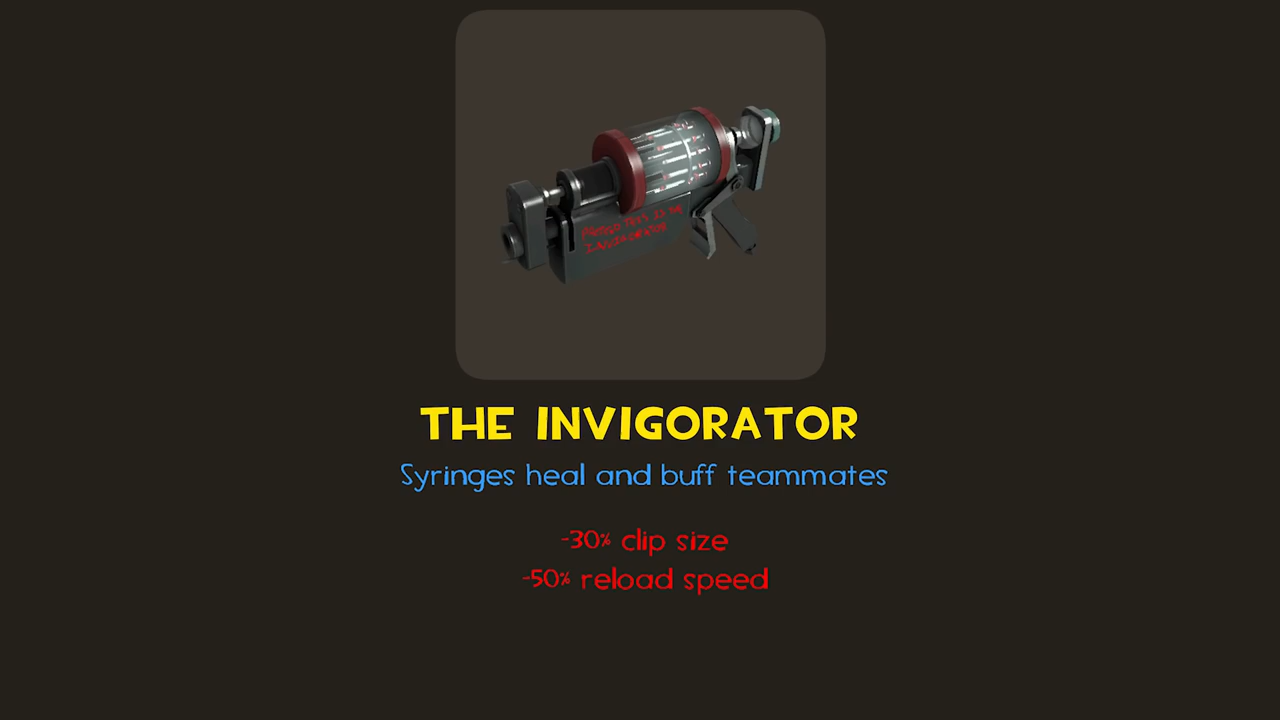 THE INVIGORATOR
Syringes heal and buff teammates
-30% clip size
-50% reload speed